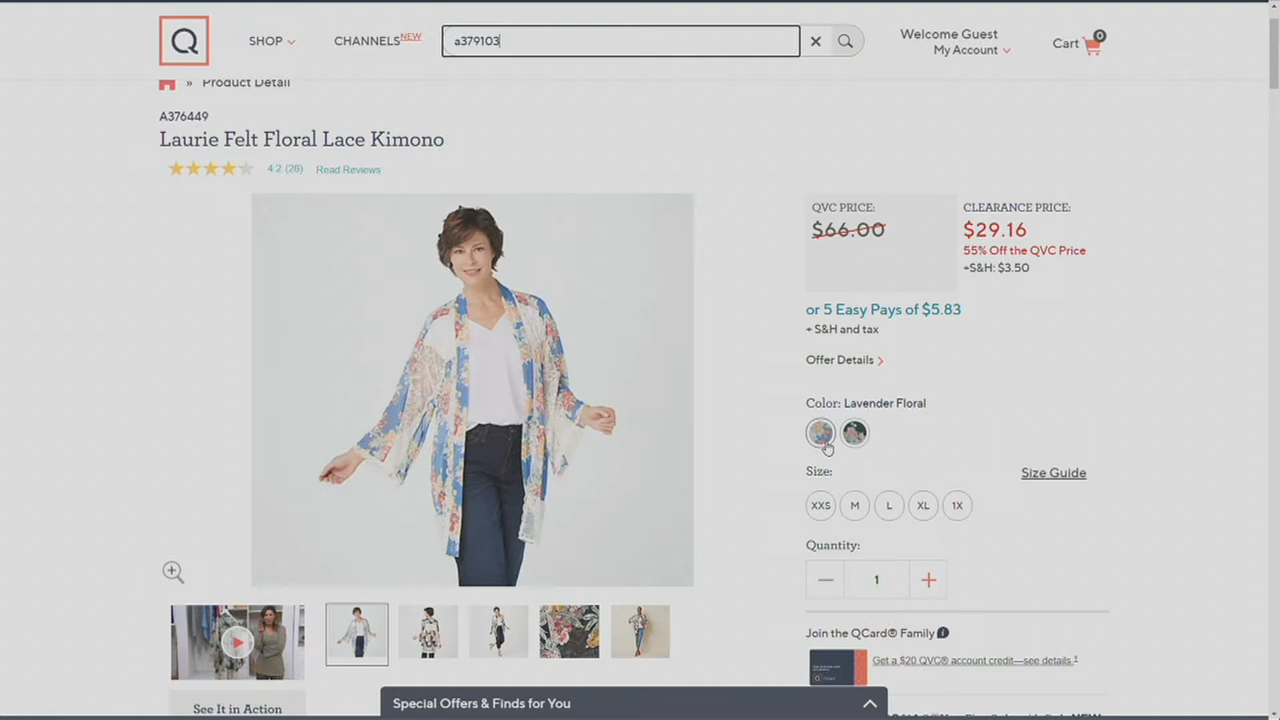 Q
SHOP
CHANNELS NEW
a379103
Welcome Guest
My Account
Cart 0
» Product Detail
A376449
Laurie Felt Floral Lace Kimono
4.2 (26) Read Reviews
QVC PRICE:
$66.00
CLEARANCE PRICE:
$29.16
55% Off the QVC Price
+S&H: $3.50
or 5 Easy Pays of $5.83
+ S&H and tax
Offer Details
Color: Lavender Floral
Size:
Size Guide
XXS M L XL 1X
Quantity:
1
Join the QCard® Family
Get a $20 QVC® account credit—see details.‡
See It in Action
Special Offers & Finds for You